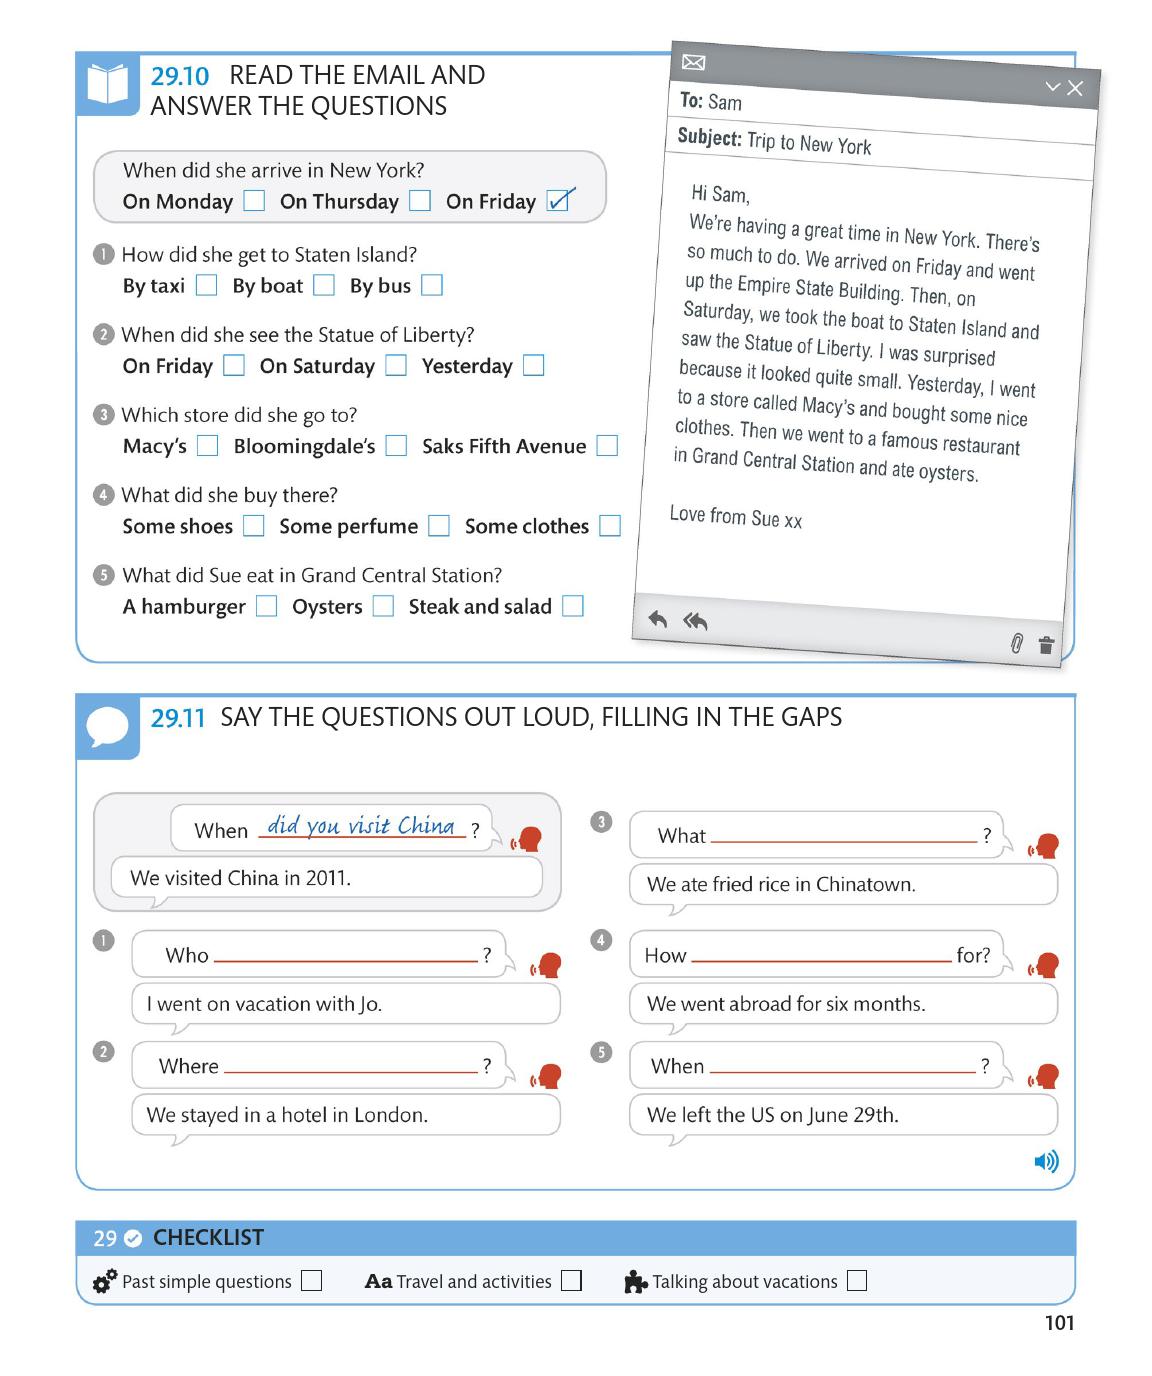 29.10 READ THE EMAIL AND
ANSWER THE QUESTIONS
When did she arrive in New York?
On Monday On Thursday On Friday
1 How did she get to Staten Island?
By taxi By boat By bus
2 When did she see the Statue of Liberty?
On Friday On Saturday Yesterday
3 Which store did she go to?
Macy's Bloomingdale's Saks Fifth Avenue
4 What did she buy there?
Some shoes Some perfume Some clothes
5 What did Sue eat in Grand Central Station?
A hamburger Oysters Steak and salad
To: Sam
Subject: Trip to New York
Hi Sam,
We're having a great time in New York. There's
so much to do. We arrived on Friday and went
up the Empire State Building. Then, on
Saturday, we took the boat to Staten Island and
saw the Statue of Liberty. I was surprised
because it looked quite small. Yesterday, I went
to a store called Macy's and bought some nice
clothes. Then we went to a famous restaurant
in Grand Central Station and ate oysters.
Love from Sue xx
29.11 SAY THE QUESTIONS OUT LOUD, FILLING IN THE GAPS
When did you visit China ?
We visited China in 2011.
1 Who ?
I went on vacation with Jo.
2 Where ?
We stayed in a hotel in London.
3 What ?
We ate fried rice in Chinatown.
4 How for?
We went abroad for six months.
5 When ?
We left the US on June 29th.
29 CHECKLIST
Past simple questions Aa Travel and activities Talking about vacations
101